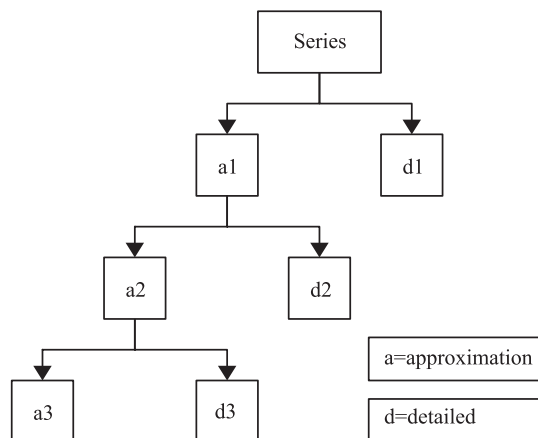 Series
a1
d1
a2
d2
a=approximation
a3
d3
d=detailed